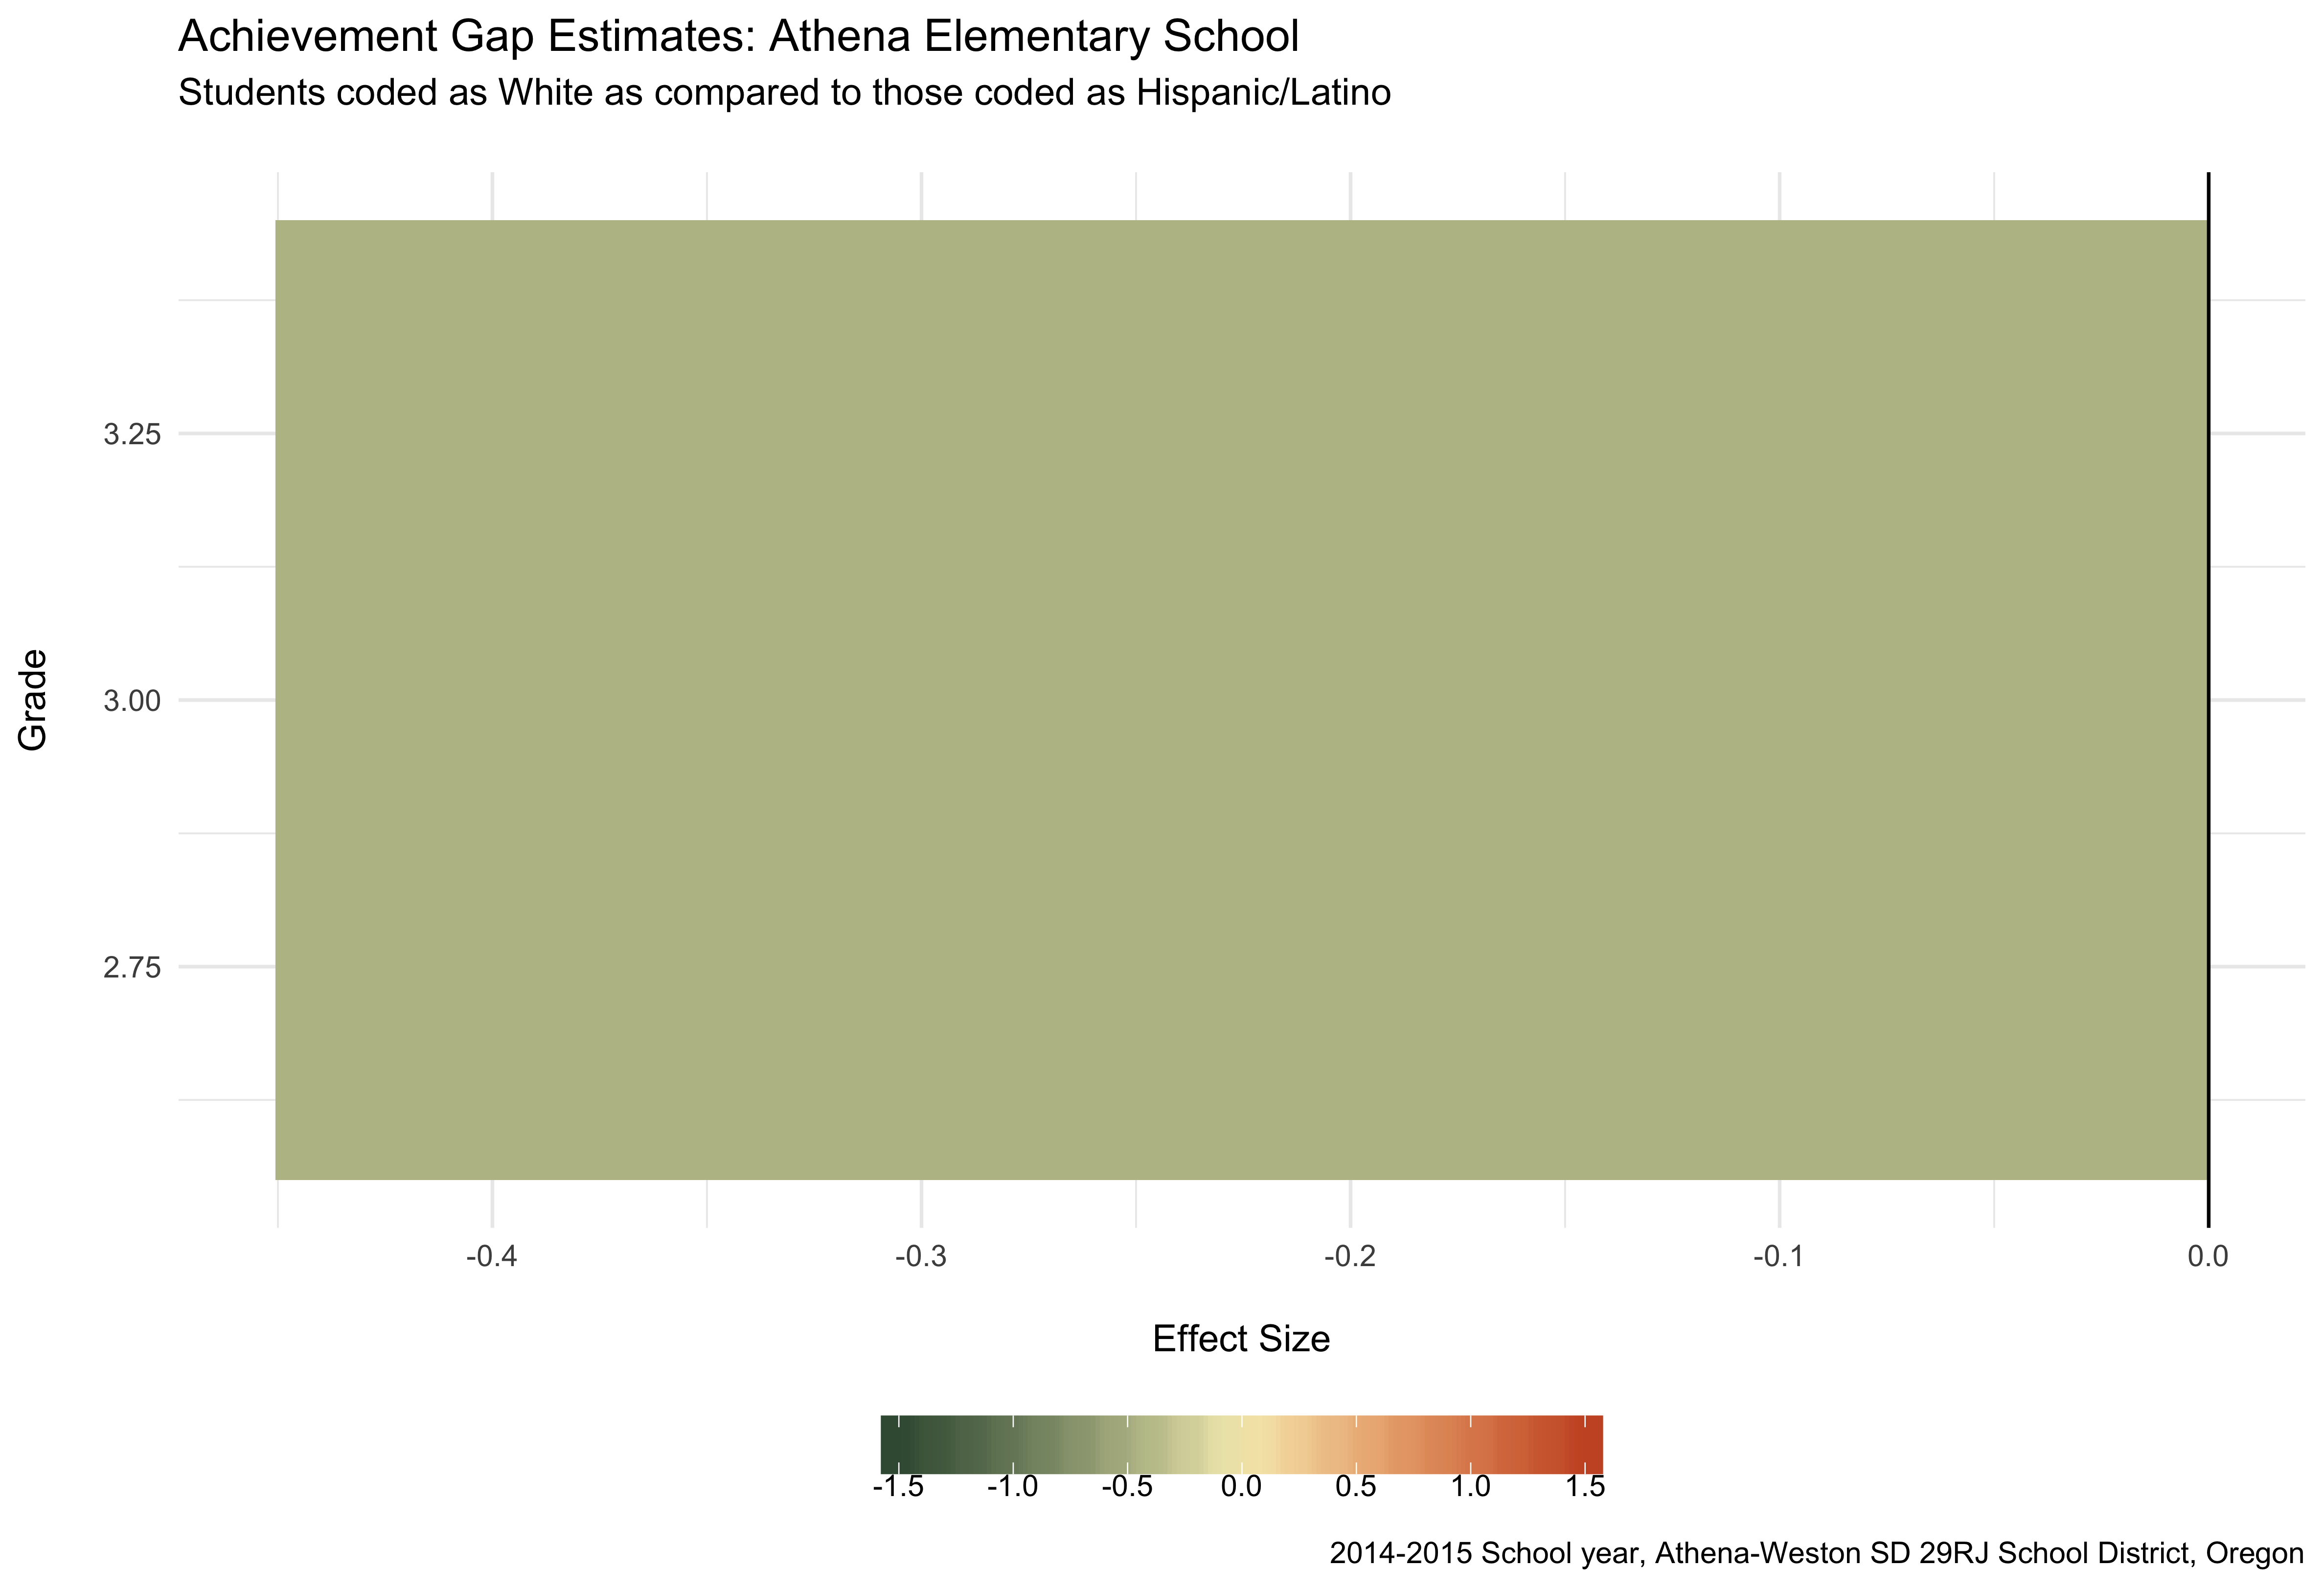 Achievement Gap Estimates: Athena Elementary School
Students coded as White as compared to those coded as Hispanic/Latino
Grade
3.25
3.00
2.75
-0.4 -0.3 -0.2 -0.1 0.0
Effect Size
-1.5 -1.0 -0.5 0.0 0.5 1.0 1.5
2014-2015 School year, Athena-Weston SD 29RJ School District, Oregon